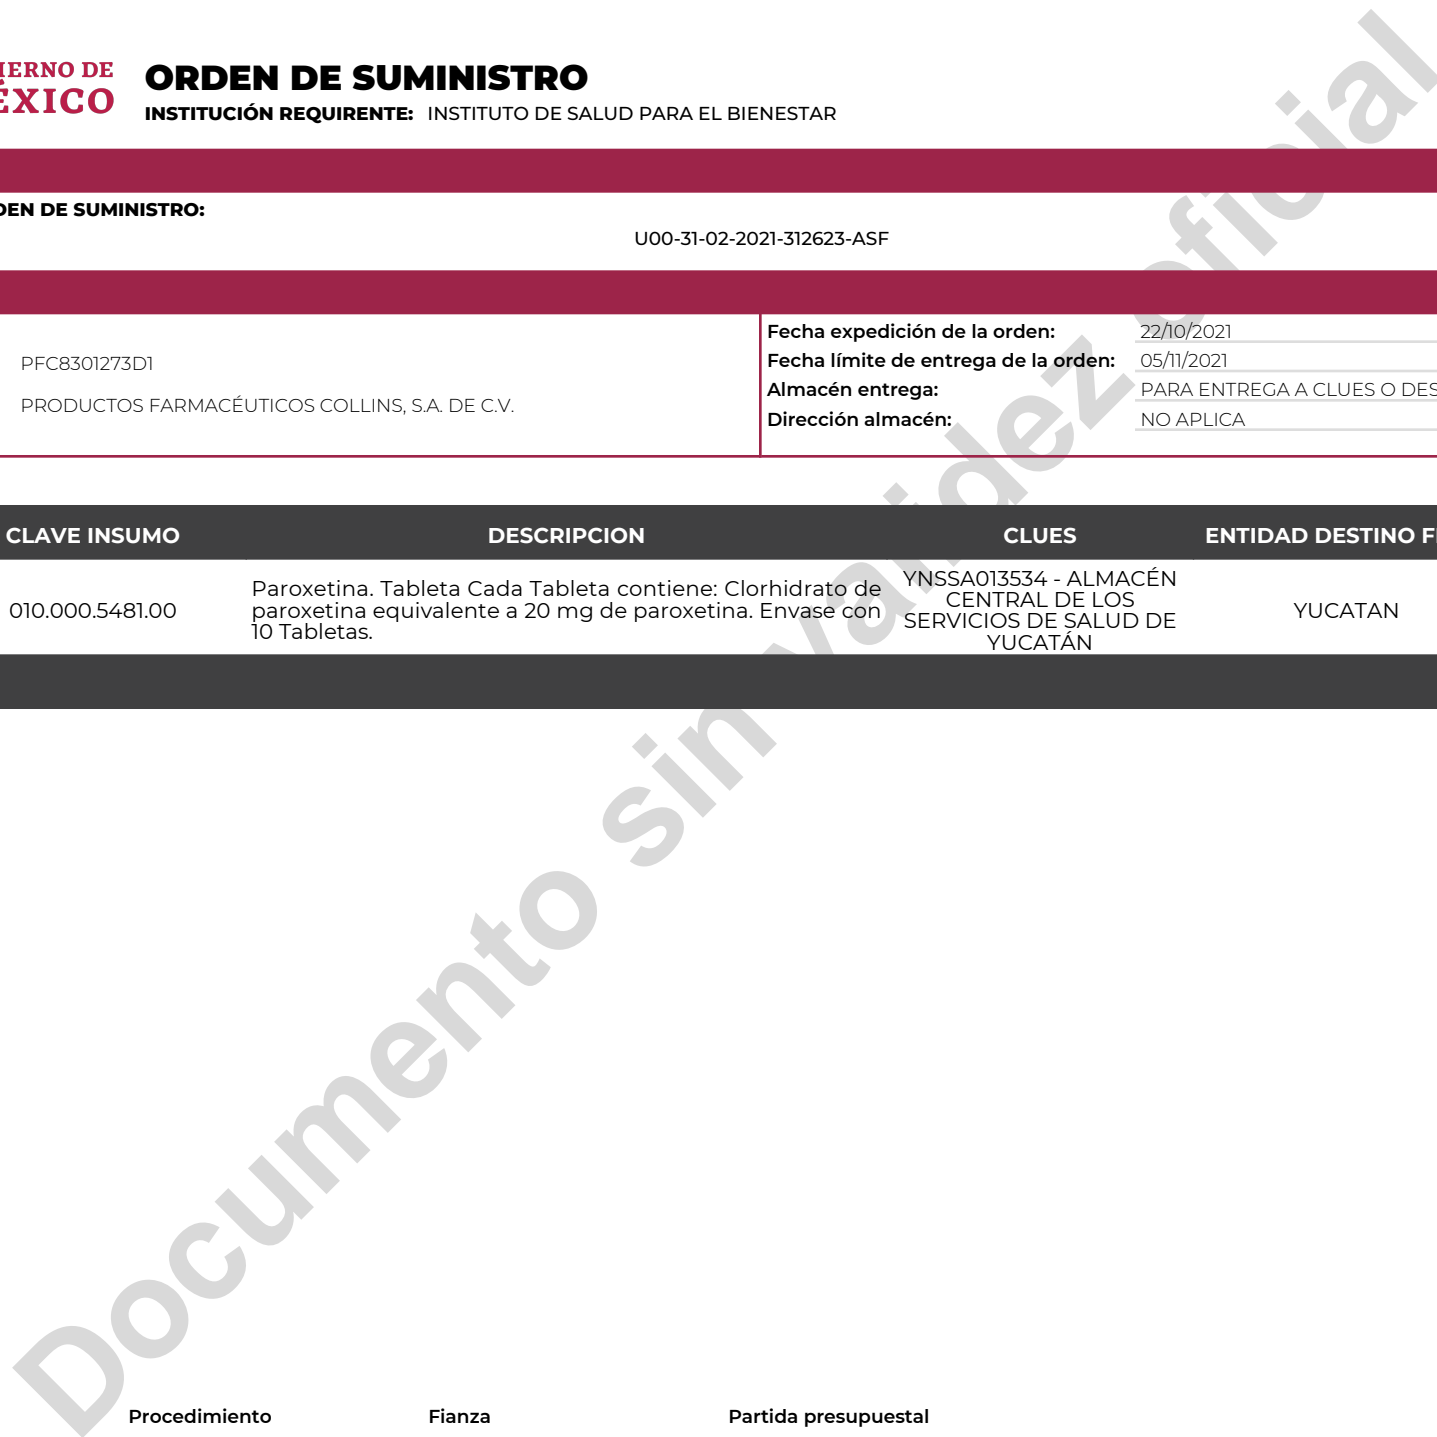 IERNO DE
ÉXICO
ORDEN DE SUMINISTRO
INSTITUCIÓN REQUIRENTE: INSTITUTO DE SALUD PARA EL BIENESTAR
DEN DE SUMINISTRO:
U00-31-02-2021-312623-ASF
PFC8301273D1
PRODUCTOS FARMACÉUTICOS COLLINS, S.A. DE C.V.
Fecha expedición de la orden: 22/10/2021
Fecha límite de entrega de la orden: 05/11/2021
Almacén entrega: PARA ENTREGA A CLUES O DES
Dirección almacén: NO APLICA
CLAVE INSUMO DESCRIPCION CLUES ENTIDAD DESTINO F
010.000.5481.00
Paroxetina. Tableta Cada Tableta contiene: Clorhidrato de
paroxetina equivalente a 20 mg de paroxetina. Envase con
10 Tabletas.
YNSSA013534 - ALMACÉN
CENTRAL DE LOS
SERVICIOS DE SALUD DE
YUCATÁN
YUCATAN
Documento sin validez oficial
Procedimiento Fianza Partida presupuestal